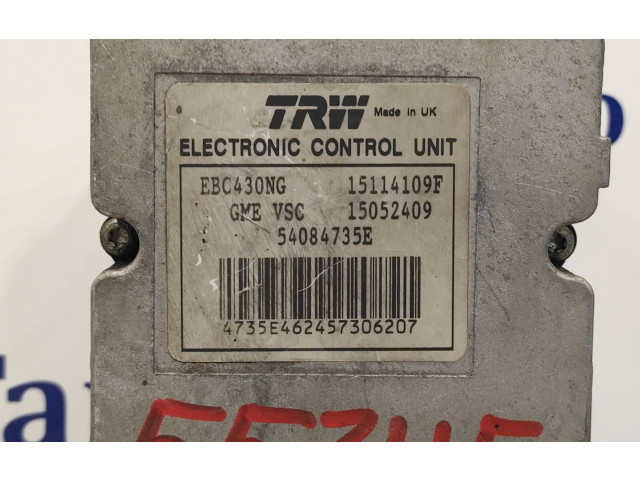 TRW Made in UK
ELECTRONIC CONTROL UNIT
EBC430NG 15114109F
GME VSC 15052409
54084735E
4735E462457306207